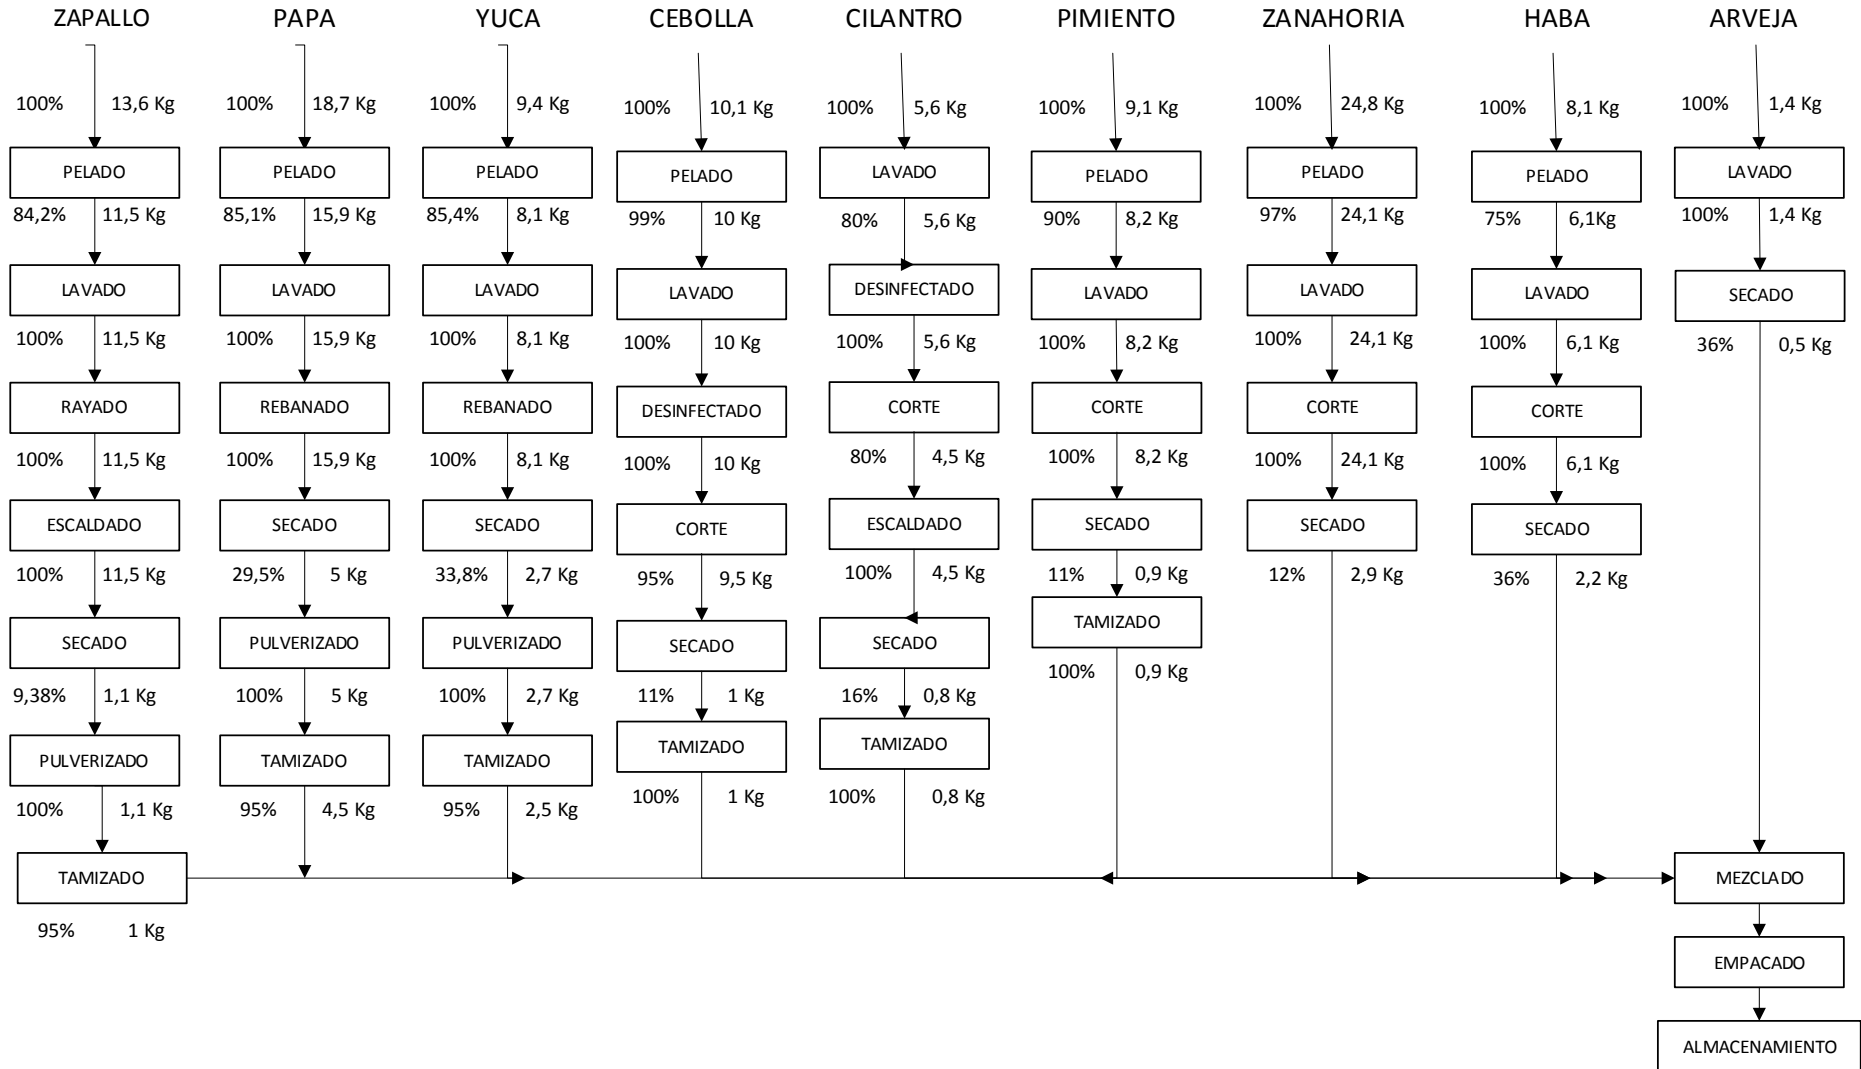 ZAPALLO PAPA YUCA CEBOLLA CILANTRO PIMIENTO ZANAHORIA HABA ARVEJA
100% 13,6 Kg 100% 18,7 Kg 100% 9,4 Kg 100% 10,1 Kg 100% 5,6 Kg 100% 9,1 Kg 100% 24,8 Kg 100% 8,1 Kg 100% 1,4 Kg
PELADO PELADO PELADO PELADO LAVADO PELADO PELADO PELADO LAVADO
84,2% 11,5 Kg 85,1% 15,9 Kg 85,4% 8,1 Kg 99% 10 Kg 80% 5,6 Kg 90% 8,2 Kg 97% 24,1 Kg 75% 6,1Kg 100% 1,4 Kg
LAVADO LAVADO LAVADO LAVADO DESINFECTADO LAVADO LAVADO LAVADO SECADO
100% 11,5 Kg 100% 15,9 Kg 100% 8,1 Kg 100% 10 Kg 100% 5,6 Kg 100% 8,2 Kg 100% 24,1 Kg 100% 6,1 Kg 36% 0,5 Kg
RAYADO REBANADO REBANADO DESINFECTADO CORTE CORTE CORTE CORTE
100% 11,5 Kg 100% 15,9 Kg 100% 8,1 Kg 100% 10 Kg 80% 4,5 Kg 100% 8,2 Kg 100% 24,1 Kg 100% 6,1 Kg
ESCALDADO SECADO SECADO CORTE ESCALDADO SECADO SECADO SECADO
100% 11,5 Kg 29,5% 5 Kg 33,8% 2,7 Kg 95% 9,5 Kg 100% 4,5 Kg 11% 0,9 Kg 12% 2,9 Kg 36% 2,2 Kg
SECADO PULVERIZADO PULVERIZADO SECADO SECADO TAMIZADO
9,38% 1,1 Kg 100% 5 Kg 100% 2,7 Kg 11% 1 Kg 16% 0,8 Kg 100% 0,9 Kg
PULVERIZADO TAMIZADO TAMIZADO TAMIZADO TAMIZADO
100% 1,1 Kg 95% 4,5 Kg 95% 2,5 Kg 100% 1 Kg 100% 0,8 Kg
TAMIZADO MEZCLADO
95% 1 Kg
EMPACADO
ALMACENAMIENTO